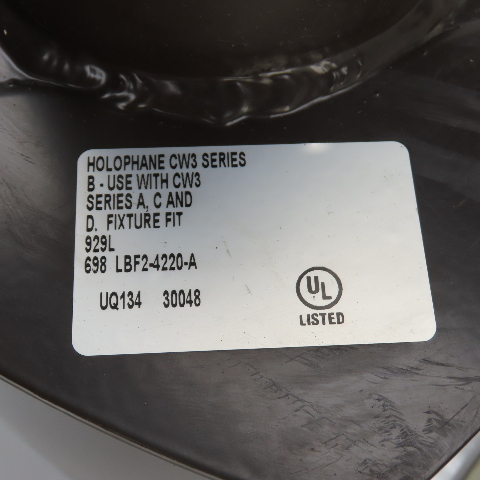 HOLOPHANE CW3 SERIES
B - USE WITH CW3
SERIES A, C AND
D. FIXTURE FIT
929L
698 LBF2-4220-A
UQ134 30048
UL
LISTED